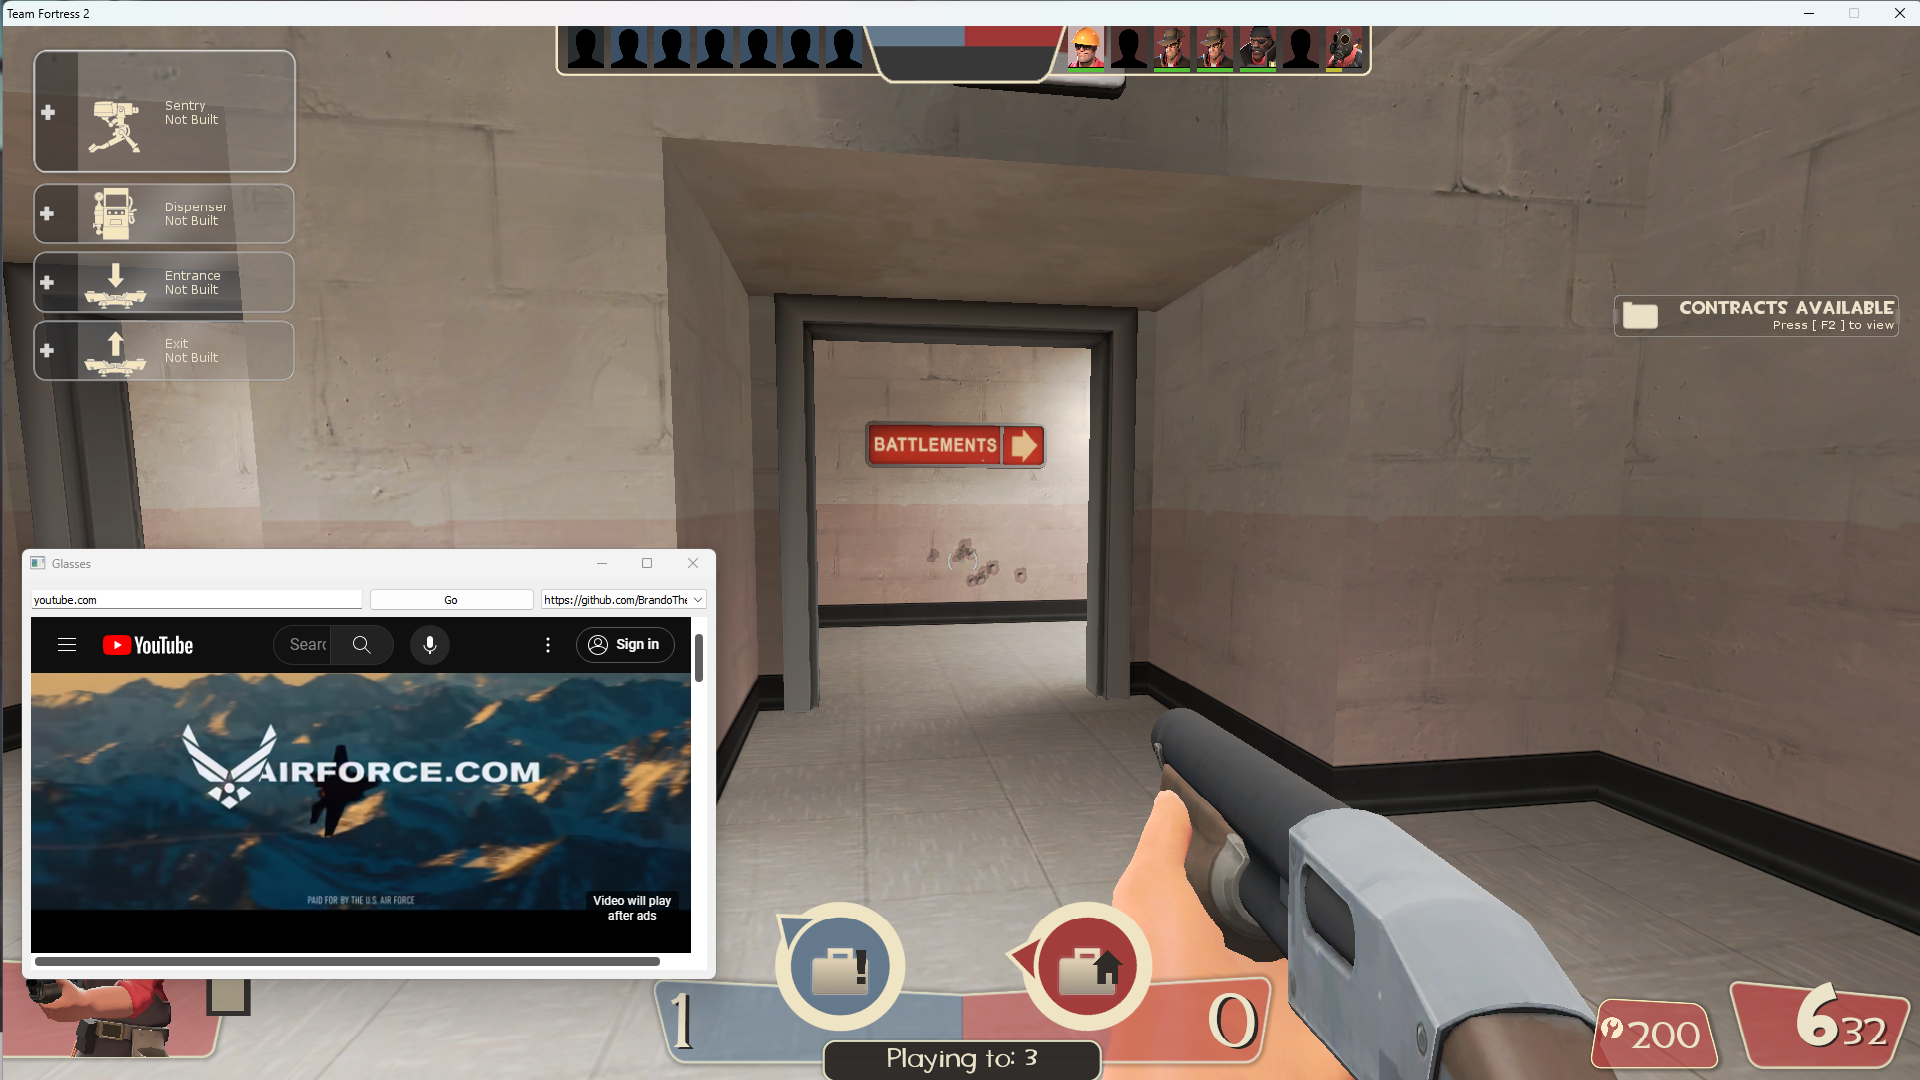 Team Fortress 2
Sentry
Not Built
Dispenser
Not Built
Entrance
Not Built
Exit
Not Built
CONTRACTS AVAILABLE
Press [ F2 ] to view
BATTLEMENTS
Glasses
youtube.com
Go
https://github.com/BrandoThe
YouTube
Searc
Sign in
AIRFORCE.COM
PAID FOR BY THE U.S. AIR FORCE
Video will play
after ads
1
0
Playing to: 3
200
6 32